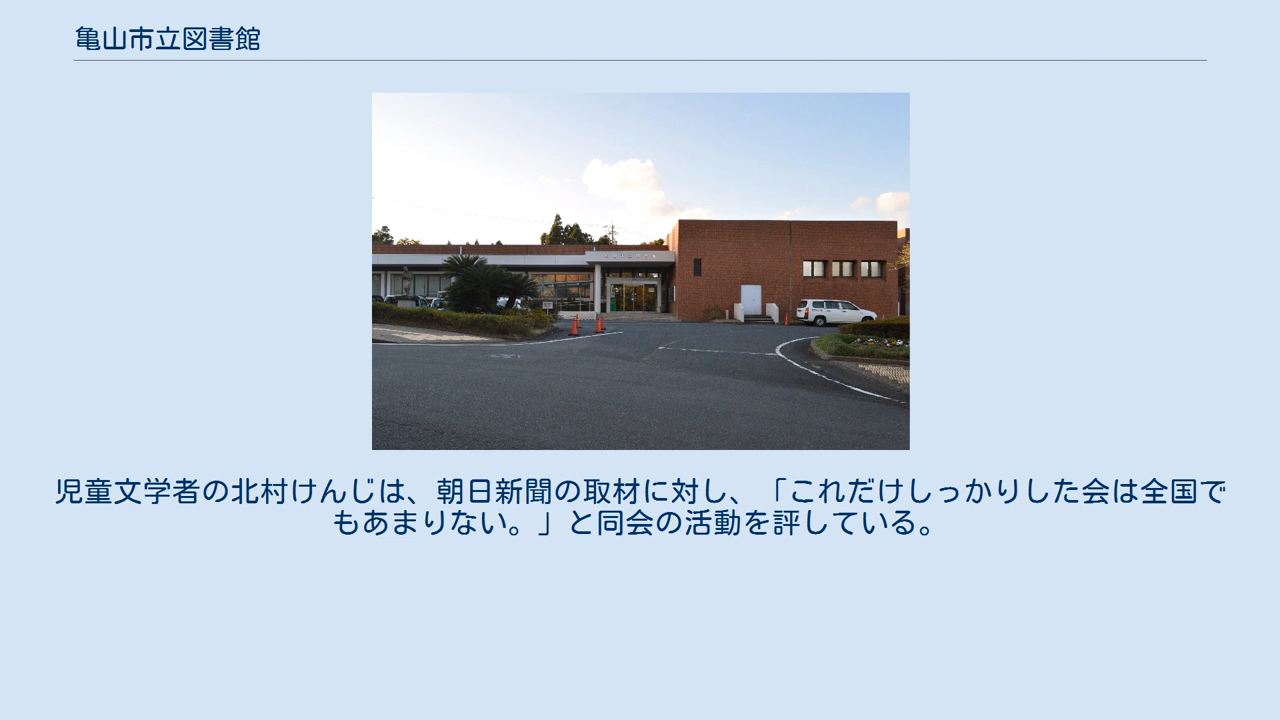 亀山市立図書館
児童文学者の北村けんじは、朝日新聞の取材に対し、「これだけしっかりした会は全国で
もあまりない。」と同会の活動を評している。